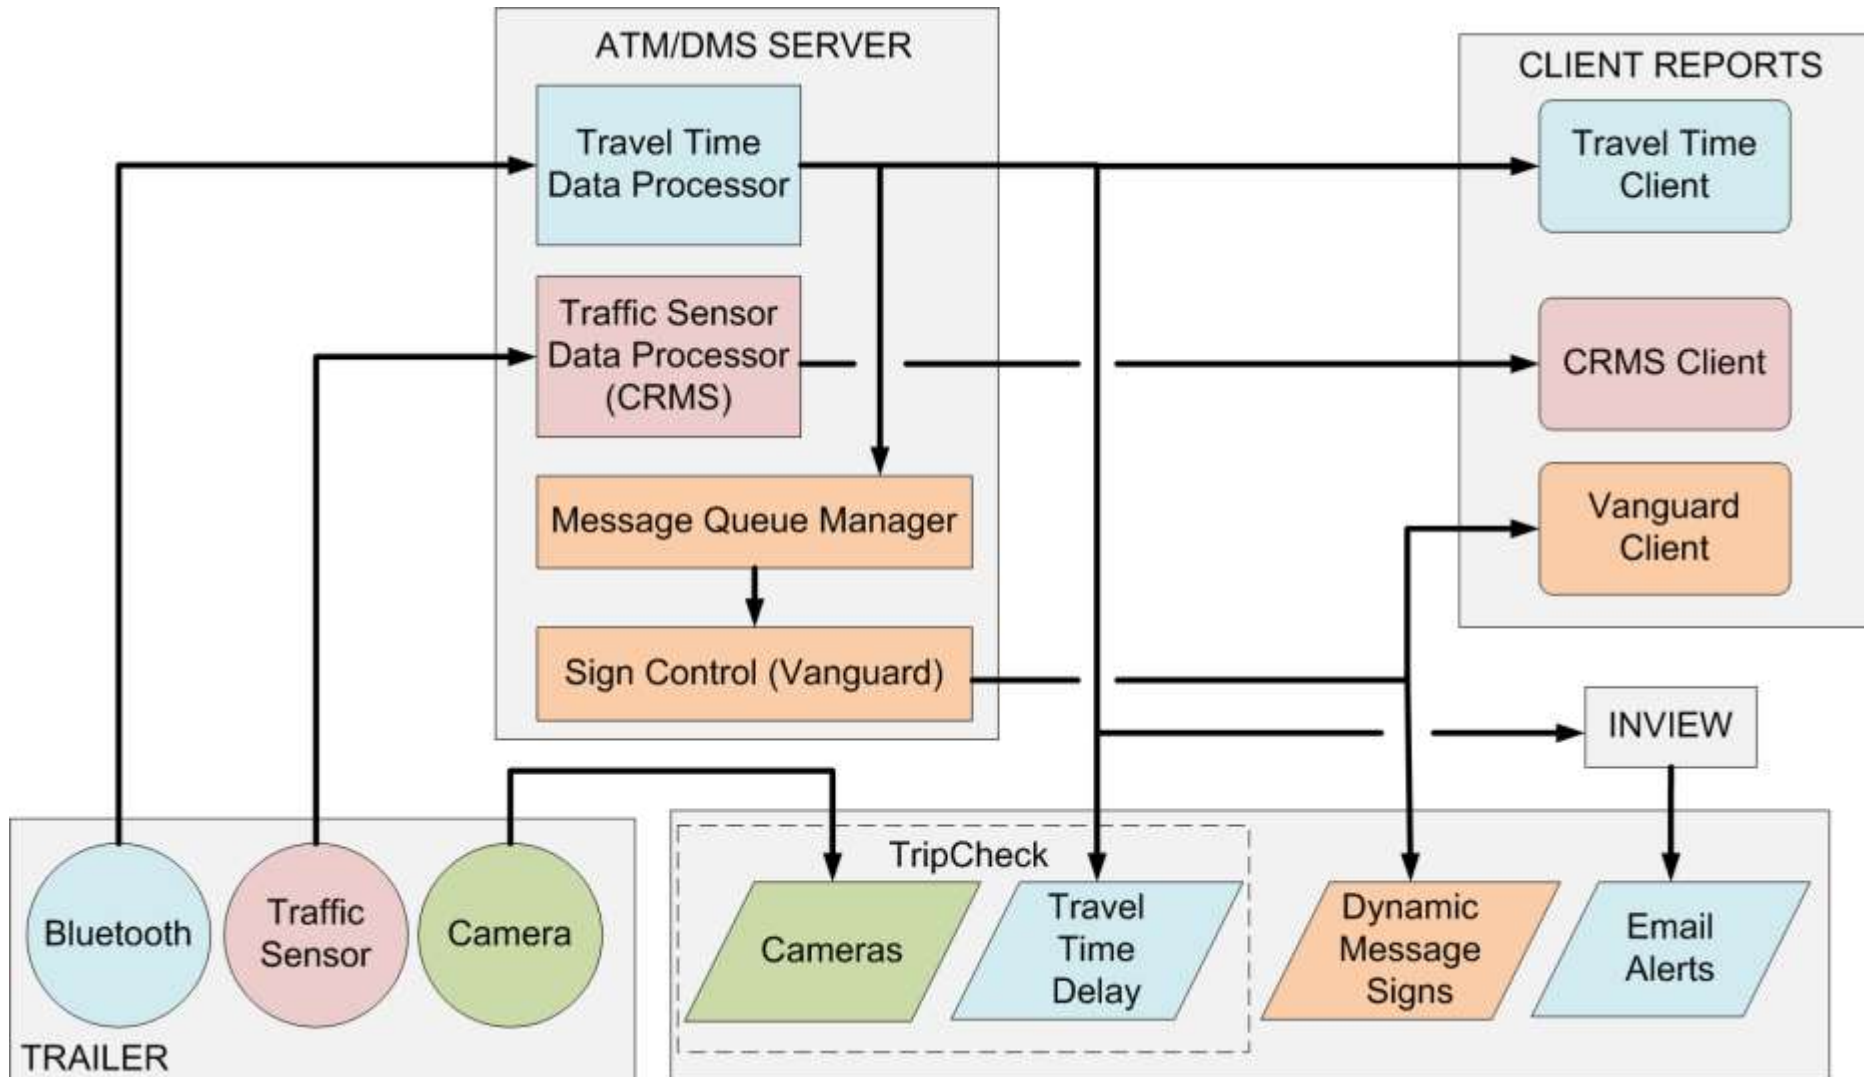 ATM/DMS SERVER
Travel Time
Data Processor
Traffic Sensor
Data Processor
(CRMS)
Message Queue Manager
Sign Control (Vanguard)
CLIENT REPORTS
Travel Time
Client
CRMS Client
Vanguard
Client
INVIEW
Bluetooth
Traffic
Sensor
Camera
TRAILER
TripCheck
Cameras
Travel
Time
Delay
Dynamic
Message
Signs
Email
Alerts